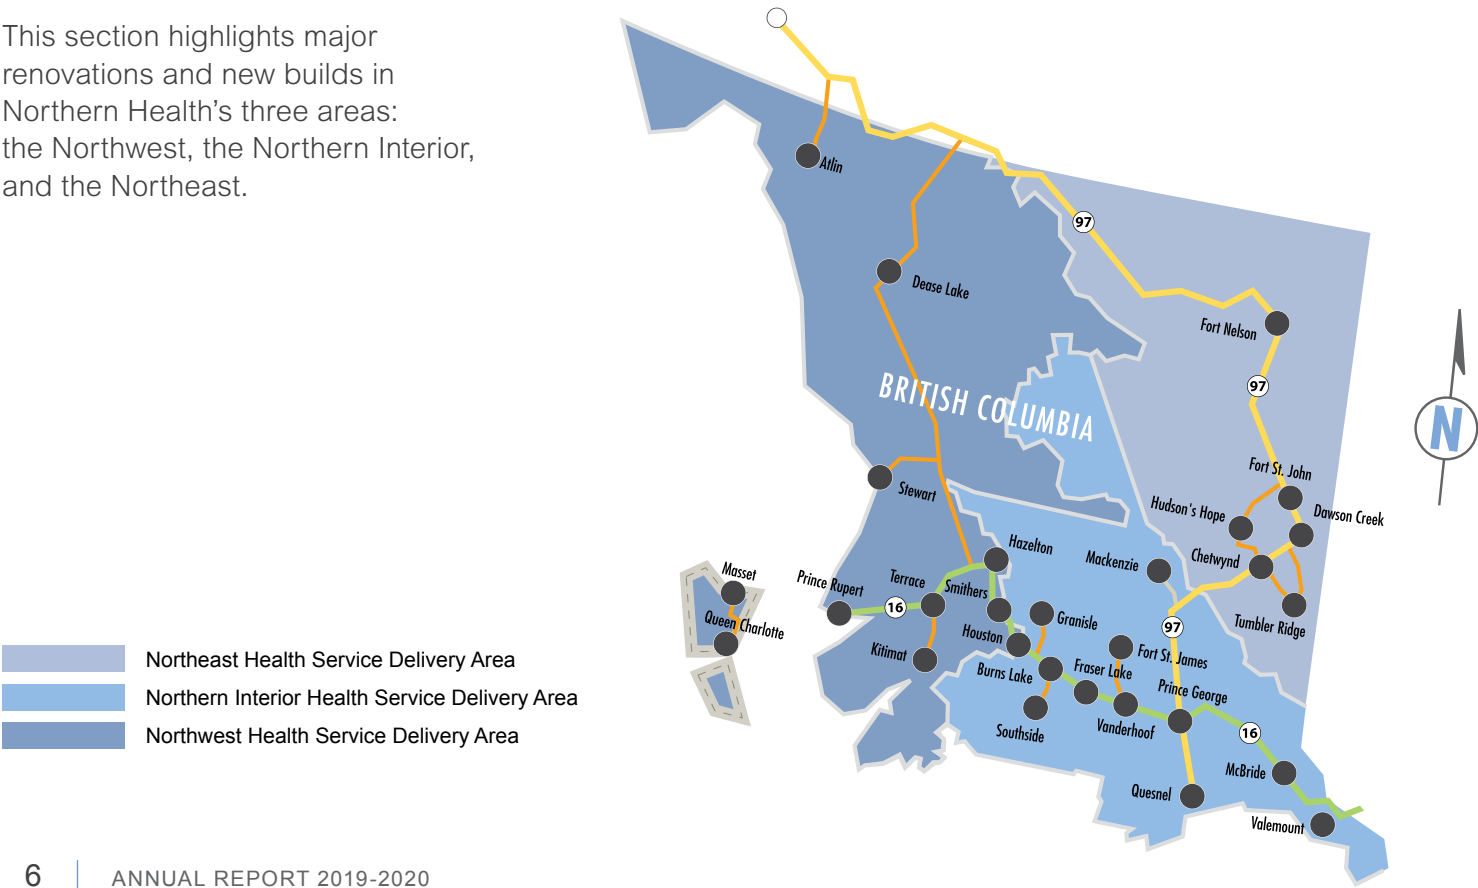 This section highlights major
renovations and new builds in
Northern Health’s three areas:
the Northwest, the Northern Interior,
and the Northeast.
Atlin
97
Dease Lake
Fort Nelson
97
BRITISH COLUMBIA
N
Fort St. John
Stewart
Hudson's Hope
Dawson Creek
Hazelton
Mackenzie
Chetwynd
Masset
Prince Rupert
Terrace
Smithers
16
Queen Charlotte
Granisle
97
Tumbler Ridge
Houston
Kitimat
Fort St. James
Burns Lake
Fraser Lake
Prince George
Southside
Vanderhoof
16
McBride
Quesnel
Valemount
Northeast Health Service Delivery Area
Northern Interior Health Service Delivery Area
Northwest Health Service Delivery Area
6
ANNUAL REPORT 2019-2020